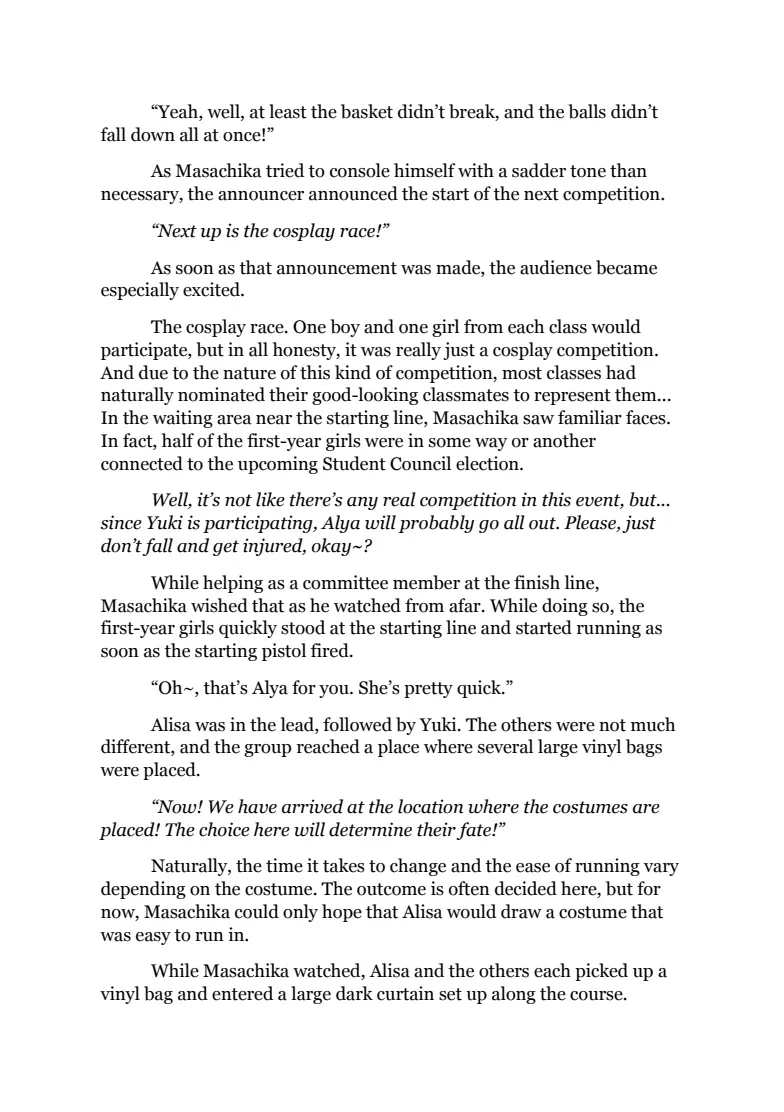 “Yeah, well, at least the basket didn’t break, and the balls didn’t
fall down all at once!”
As Masachika tried to console himself with a sadder tone than
necessary, the announcer announced the start of the next competition.
“Next up is the cosplay race!”
As soon as that announcement was made, the audience became
especially excited.
The cosplay race. One boy and one girl from each class would
participate, but in all honesty, it was really just a cosplay competition.
And due to the nature of this kind of competition, most classes had
naturally nominated their good-looking classmates to represent them...
In the waiting area near the starting line, Masachika saw familiar faces.
In fact, half of the first-year girls were in some way or another
connected to the upcoming Student Council election.
Well, it’s not like there’s any real competition in this event, but...
since Yuki is participating, Alya will probably go all out. Please, just
don’t fall and get injured, okay~?
While helping as a committee member at the finish line,
Masachika wished that as he watched from afar. While doing so, the
first-year girls quickly stood at the starting line and started running as
soon as the starting pistol fired.
“Oh~, that’s Alya for you. She’s pretty quick.”
Alisa was in the lead, followed by Yuki. The others were not much
different, and the group reached a place where several large vinyl bags
were placed.
“Now! We have arrived at the location where the costumes are
placed! The choice here will determine their fate!”
Naturally, the time it takes to change and the ease of running vary
depending on the costume. The outcome is often decided here, but for
now, Masachika could only hope that Alisa would draw a costume that
was easy to run in.
While Masachika watched, Alisa and the others each picked up a
vinyl bag and entered a large dark curtain set up along the course.